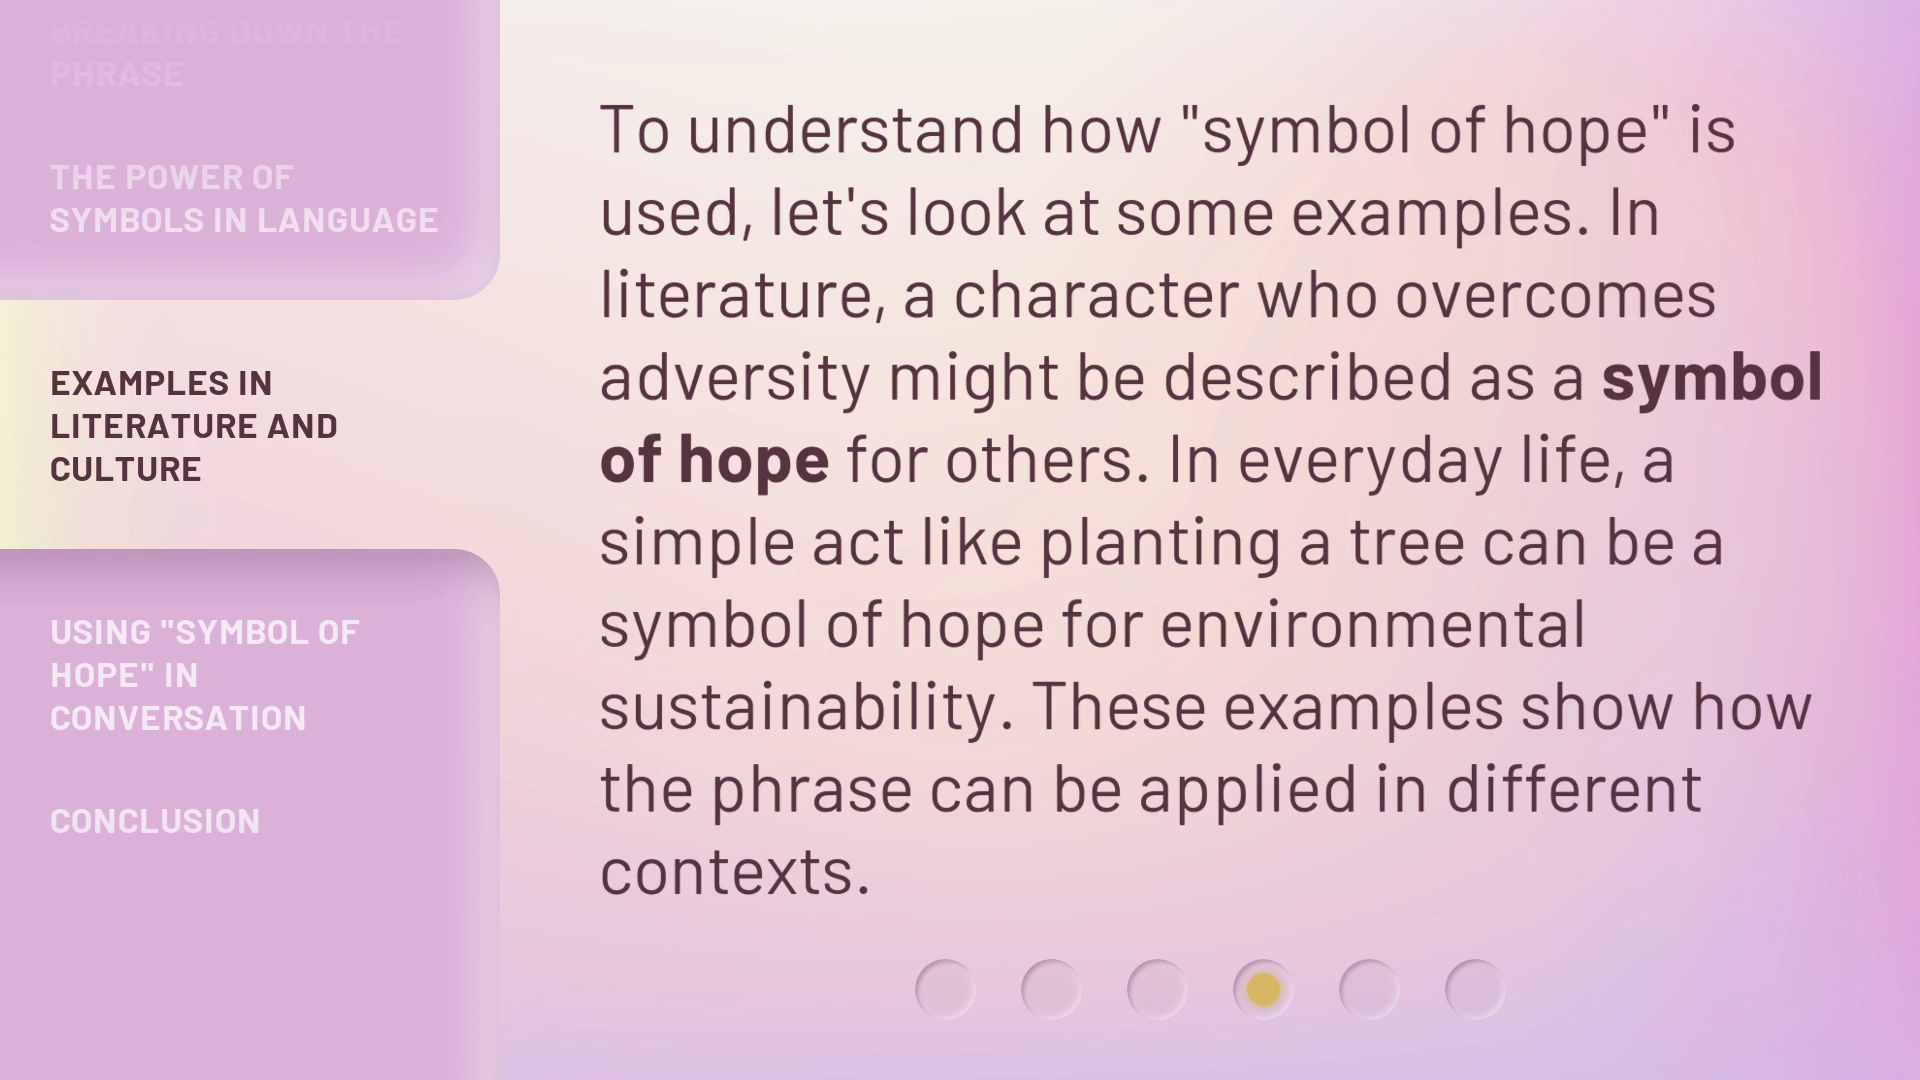 BREAKING DOWN THE
PHRASE
THE POWER OF
SYMBOLS IN LANGUAGE
EXAMPLES IN
LITERATURE AND
CULTURE
USING "SYMBOL OF
HOPE" IN
CONVERSATION
CONCLUSION
To understand how "symbol of hope" is
used, let's look at some examples. In
literature, a character who overcomes
adversity might be described as a symbol
of hope for others. In everyday life, a
simple act like planting a tree can be a
symbol of hope for environmental
sustainability. These examples show how
the phrase can be applied in different
contexts.